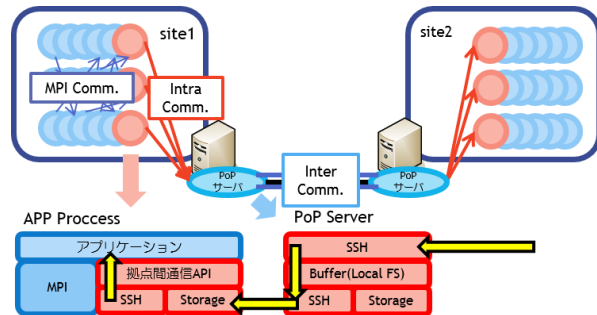 site1
site2
MPI Comm.
Intra
Comm.
PoP
サーバ
Inter
Comm.
PoP
サーバ
APP Proccess
PoP Server
アプリケーション
MPI
拠点間通信API
SSH
Storage
SSH
Buffer(Local FS)
SSH
Storage